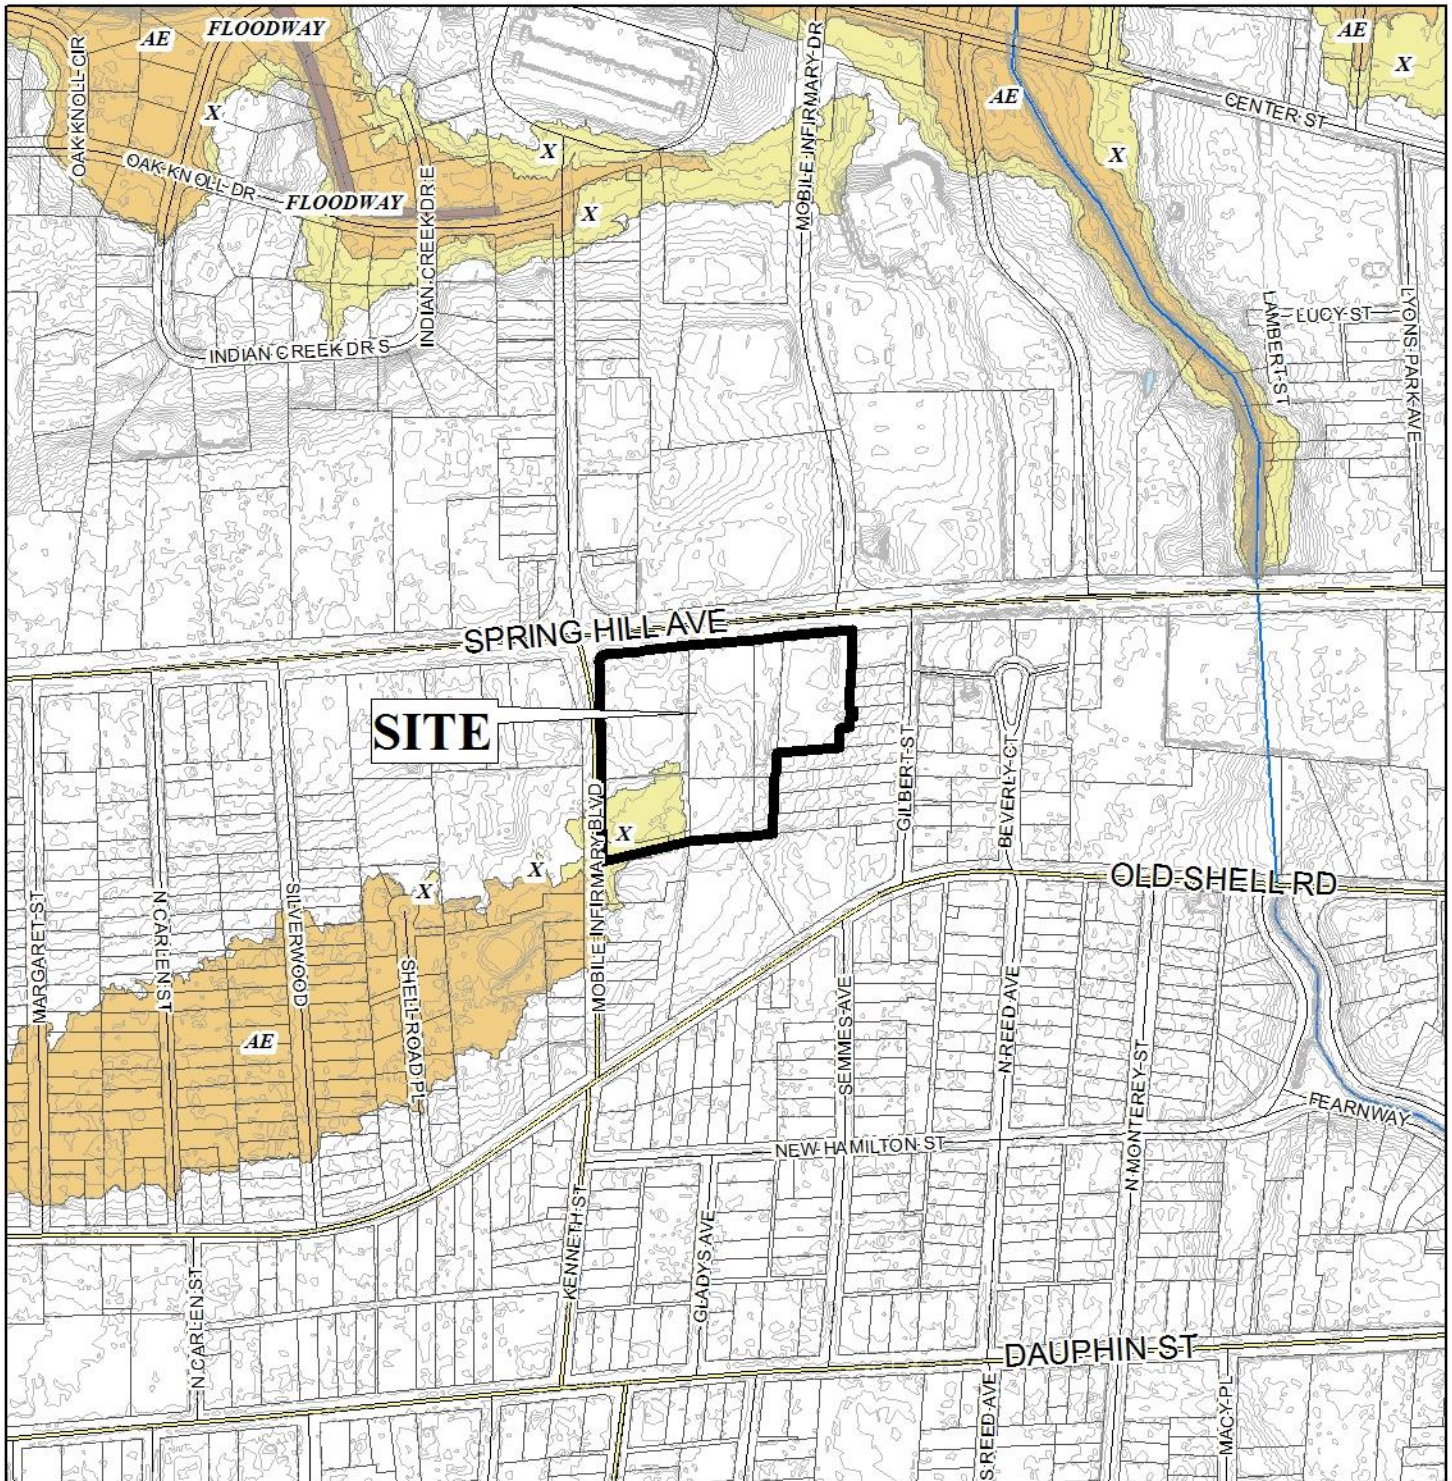 FLOODWAY
AE
AE
X
OAK KNOLL CIR
MOBILE INFIRMARY DR
AE
CENTER ST
X
X
X
OAK KNOLL DR
INDIAN CREEK DR E
FLOODWAY
X
LAMBERT ST
LUCY ST
LYONS PARK AVE
INDIAN CREEK DR S
SPRING HILL AVE
SITE
GILBERT ST
BEVERLY CT
MOBILE INFIRMARY BLVD
X
X
X
OLD SHELL RD
MARGARET ST
N CARLEN ST
SILVERWOOD
SHELL ROAD PL
AE
SEMMES AVE
N REED AVE
N MONTEREY ST
FEARNWAY
NEW HAMILTON ST
KENNETH ST
GLADYS AVE
N CARLEN ST
DAUPHIN ST
S REED AVE
MACY PL